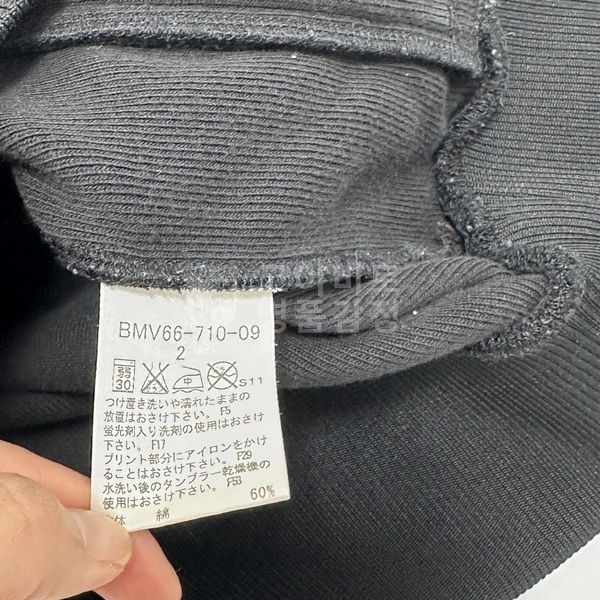 BMV66-710-09
2
弱
30
中
S11
つけ置き洗いや濡れたままの
放置はおさけ下さい。F5
蛍光剤入り洗剤の使用はおさけ
下さい。F17
プリント部分にアイロンをかけ
ることはおさけ下さい。F29
水洗い後のタンブラー乾燥機の
使用はおさけ下さい。F53
体 綿 60%